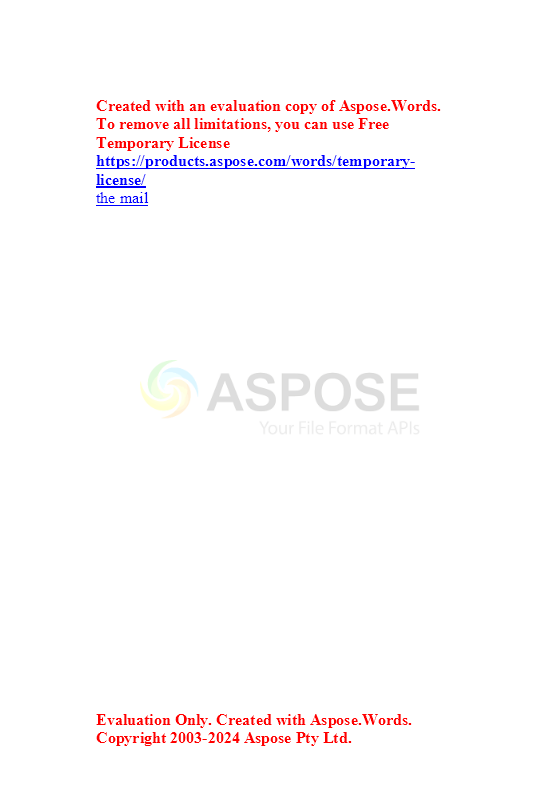 Created with an evaluation copy of Aspose.Words.
To remove all limitations, you can use Free
Temporary License
https://products.aspose.com/words/temporary-
license/
the mail
ASPOSE
Your File Format APIs
Evaluation Only. Created with Aspose.Words.
Copyright 2003-2024 Aspose Pty Ltd.